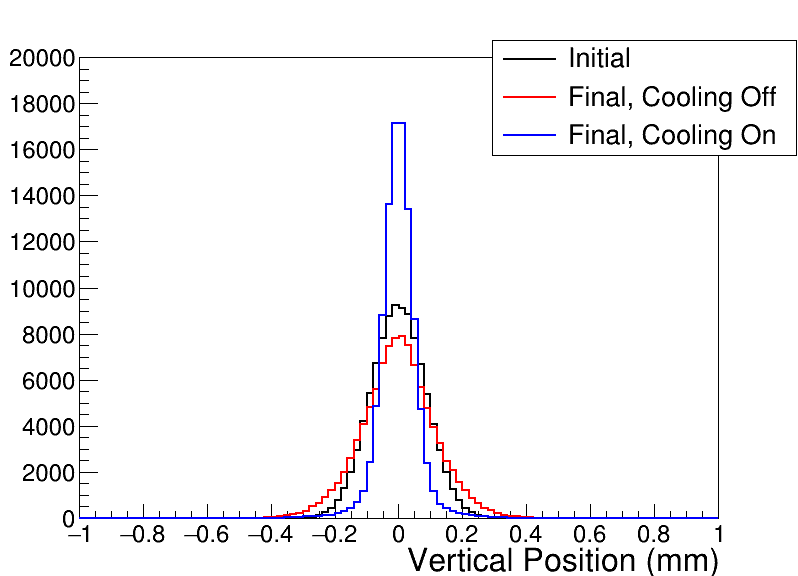 Initial
Final, Cooling Off
Final, Cooling On
20000
18000
16000
14000
12000
10000
8000
6000
4000
2000
0
−1 −0.8 −0.6 −0.4 −0.2 0 0.2 0.4 0.6 0.8 1
Vertical Position (mm)